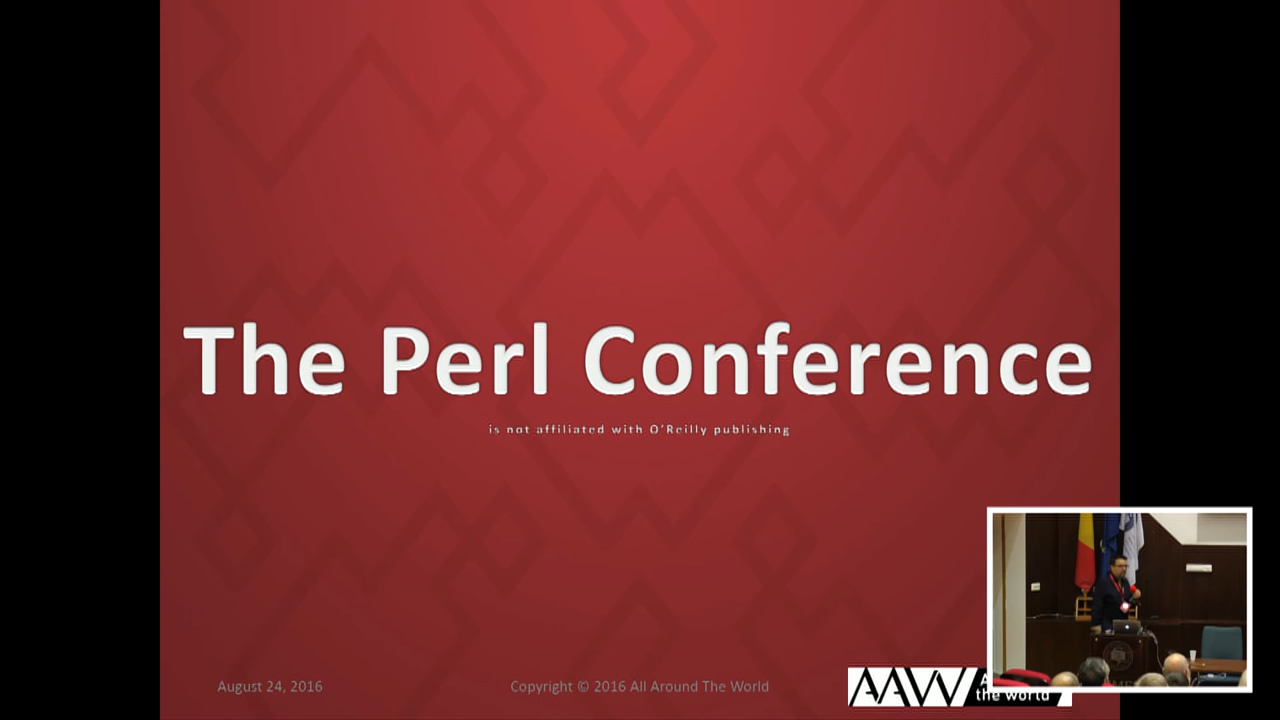 The Perl Conference
is not affiliated with O'Reilly publishing
August 24, 2016
Copyright © 2016 All Around The World
AAW
the world